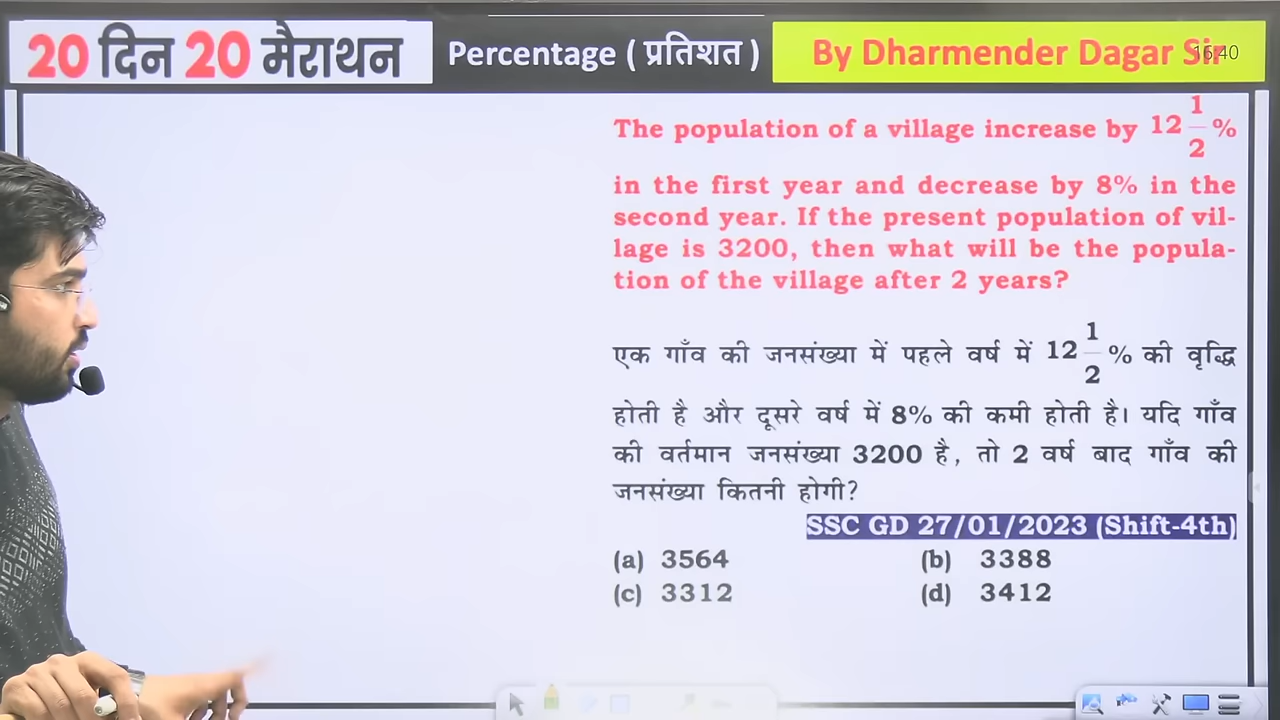 20 दिन 20 मैराथन
Percentage ( प्रतिशत )
By Dharmender Dagar Sir
16:40
The population of a village increase by 12 1/2 %
in the first year and decrease by 8% in the
second year. If the present population of vil-
lage is 3200, then what will be the popula-
tion of the village after 2 years?
एक गाँव की जनसंख्या में पहले वर्ष में 12 1/2 % की वृद्धि
होती है और दूसरे वर्ष में 8% की कमी होती है। यदि गाँव
की वर्तमान जनसंख्या 3200 है, तो 2 वर्ष बाद गाँव की
जनसंख्या कितनी होगी?
SSC GD 27/01/2023 (Shift-4th)
(a) 3564 (b) 3388
(c) 3312 (d) 3412